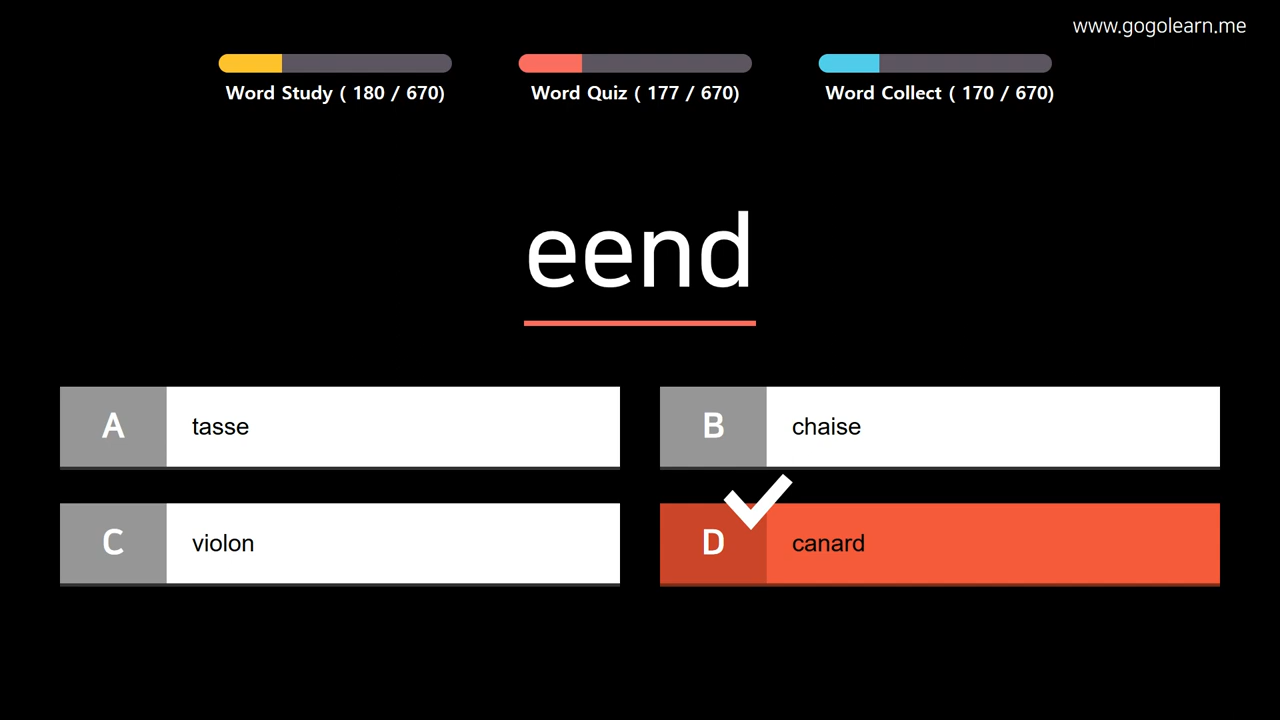 www.gogolearn.me
Word Study ( 180 / 670)
Word Quiz ( 177 / 670)
Word Collect ( 170 / 670)
eend
A tasse
B chaise
C violon
D canard